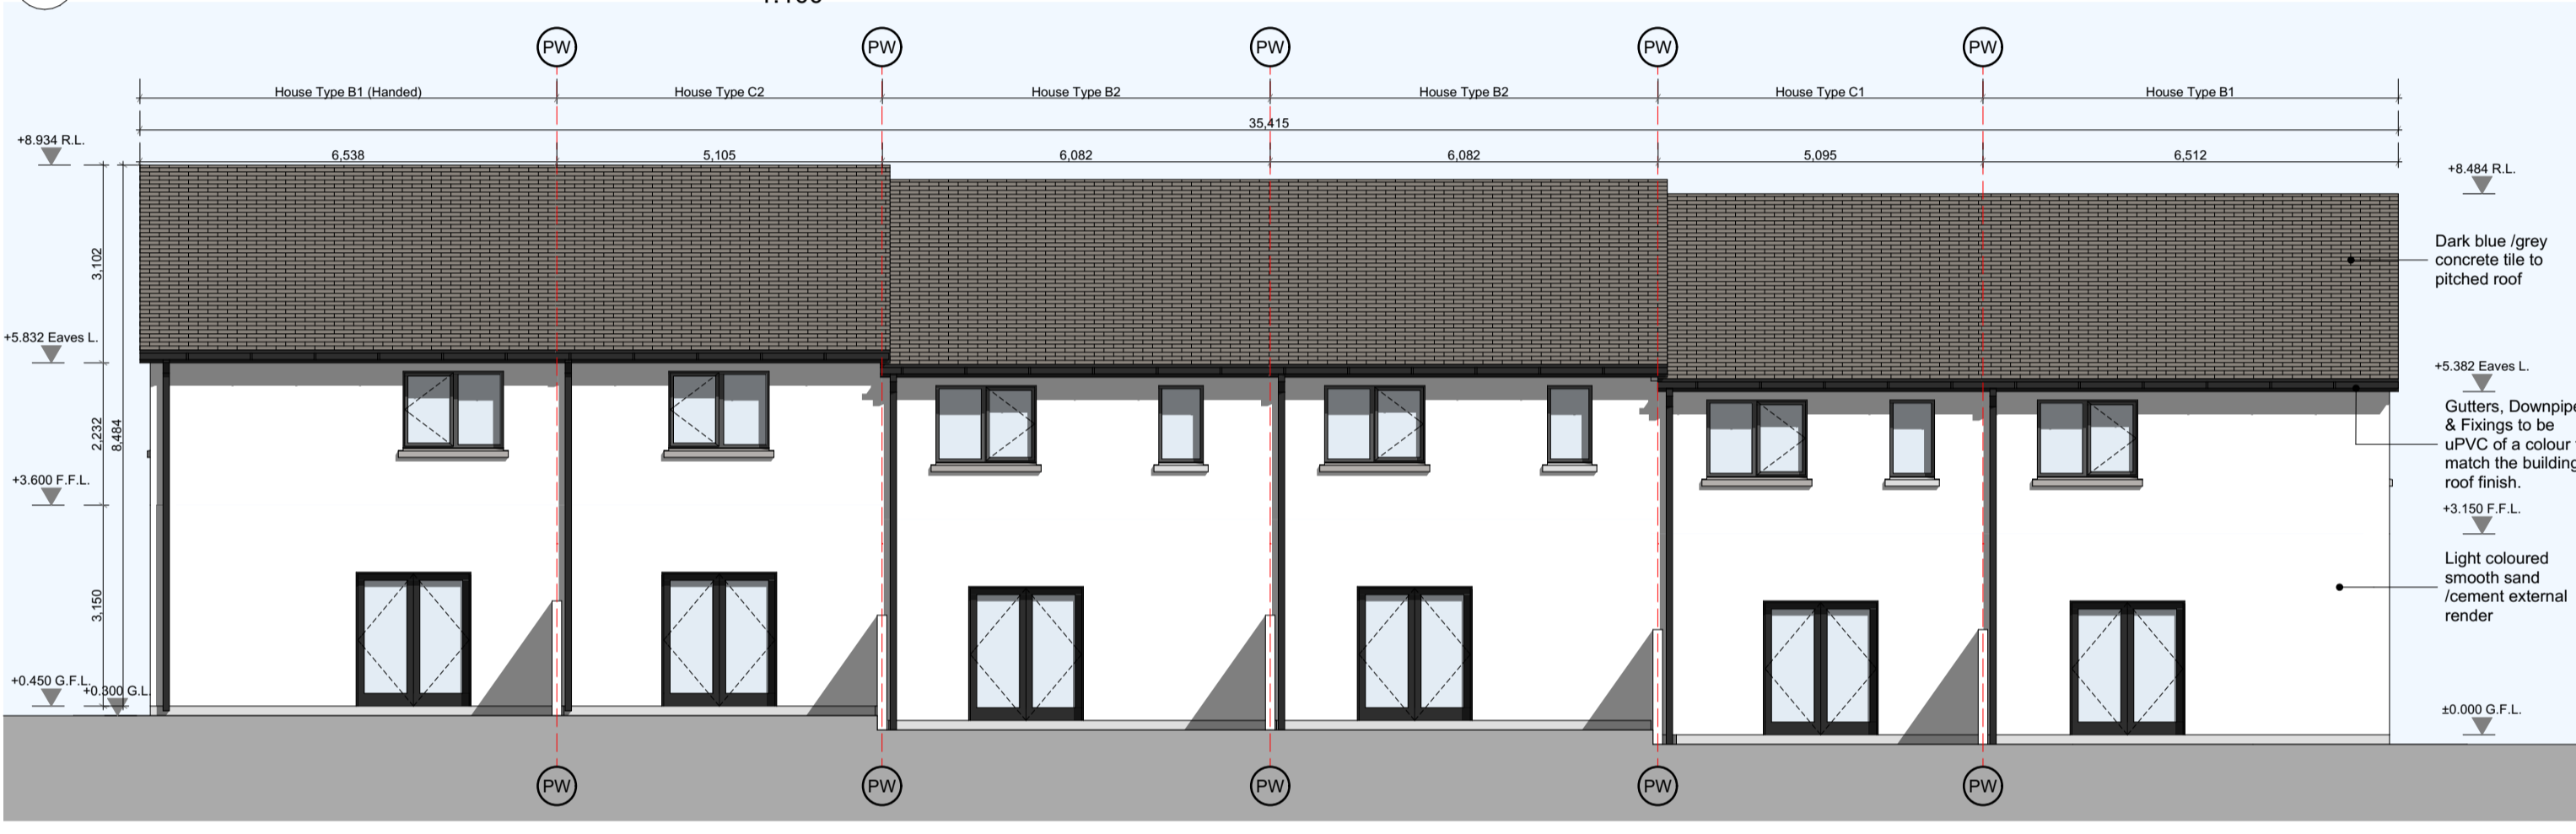 PW PW PW PW PW
House Type B1 (Handed) House Type C2 House Type B2 House Type B2 House Type C1 House Type B1
35,415
6,538 5,105 6,082 6,082 5,095 6,512
+8.934 R.L.
+5.832 Eaves L.
+3.600 F.F.L.
+0.450 G.F.L.
+0.300 G.L.
3,102
2,232
8,484
3,150
+8.484 R.L.
Dark blue /grey
concrete tile to
pitched roof
+5.382 Eaves L.
Gutters, Downpipe
& Fixings to be
uPVC of a colour
match the building
roof finish.
+3.150 F.F.L.
Light coloured
smooth sand
/cement external
render
±0.000 G.F.L.
PW PW PW PW PW